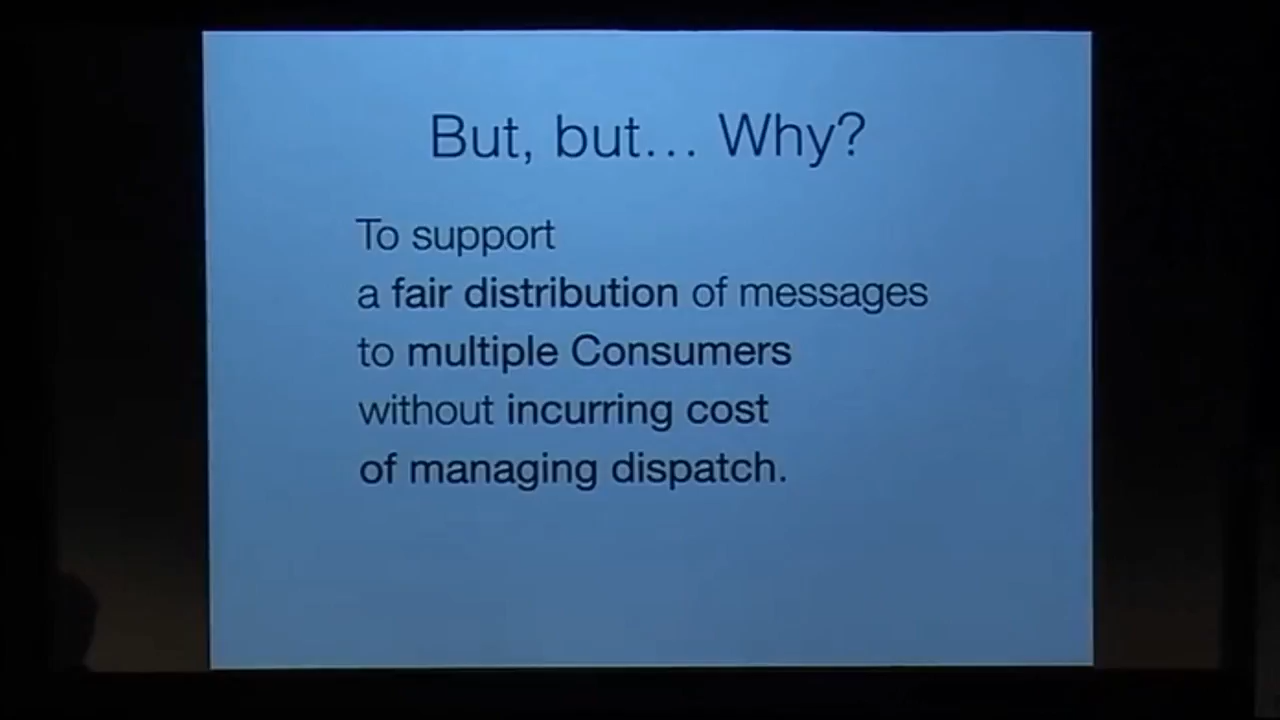 But, but… Why?
To support
a fair distribution of messages
to multiple Consumers
without incurring cost
of managing dispatch.